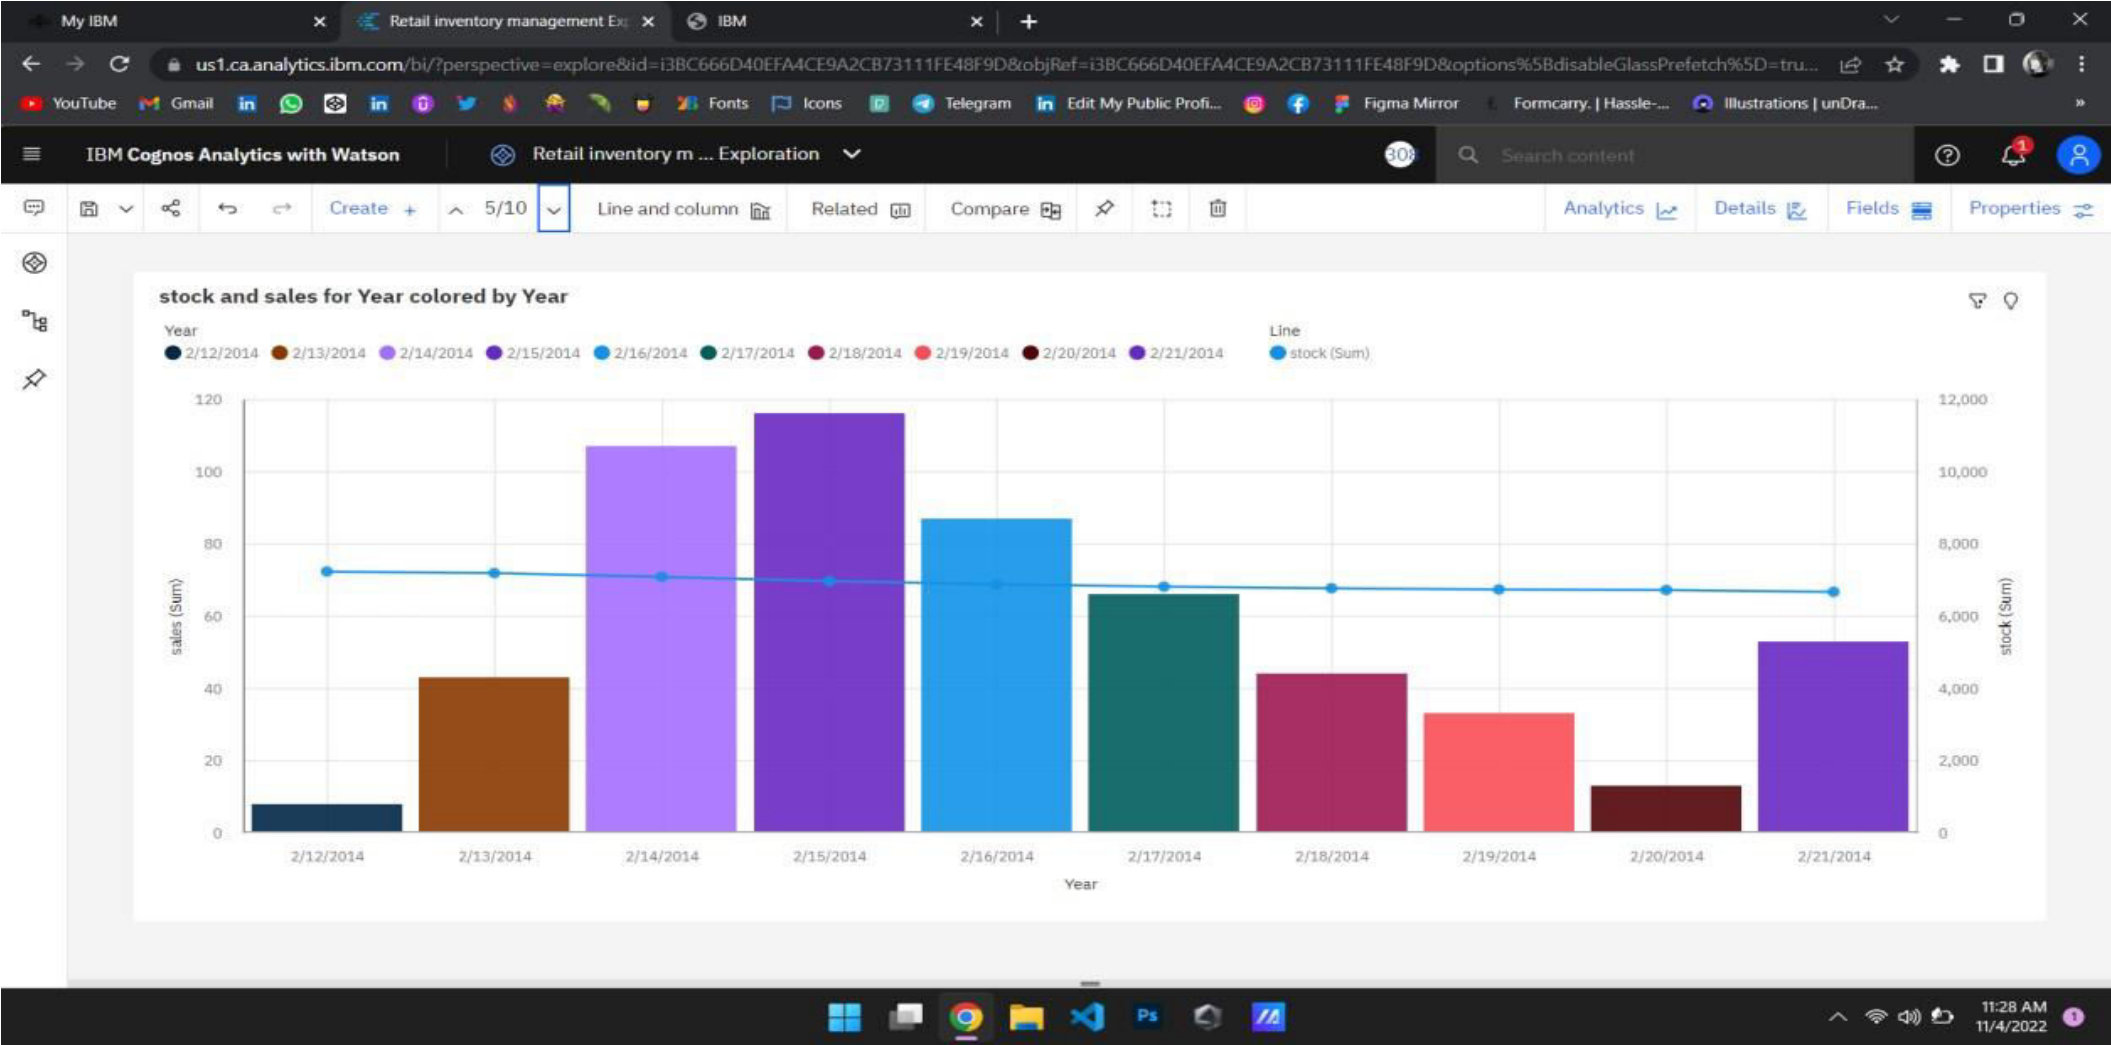 My IBM
Retail inventory management Ex
IBM
us1.ca.analytics.ibm.com/bi/?perspective=explore&id=i3BC666D40EFA4CE9A2CB73111FE48F9D&objRef=i3BC666D40EFA4CE9A2CB73111FE48F9D&options%5BdisableGlassPrefetch%5D=tru...
YouTube Gmail Fonts Icons Telegram Edit My Public Profi... Figma Mirror Formcarry. | Hassle-... Illustrations | unDra... »
IBM Cognos Analytics with Watson
Retail inventory m ... Exploration
Search content
1
Create +
5/10
Line and column
Related
Compare
Analytics
Details
Fields
Properties
stock and sales for Year colored by Year
Year
2/12/2014 2/13/2014 2/14/2014 2/15/2014 2/16/2014 2/17/2014 2/18/2014 2/19/2014 2/20/2014 2/21/2014
Line
stock (Sum)
120
100
80
60
40
20
0
sales (Sum)
12,000
10,000
8,000
6,000
4,000
2,000
0
stock (Sum)
2/12/2014 2/13/2014 2/14/2014 2/15/2014 2/16/2014 2/17/2014 2/18/2014 2/19/2014 2/20/2014 2/21/2014
Year
Ps
11:28 AM
11/4/2022
1